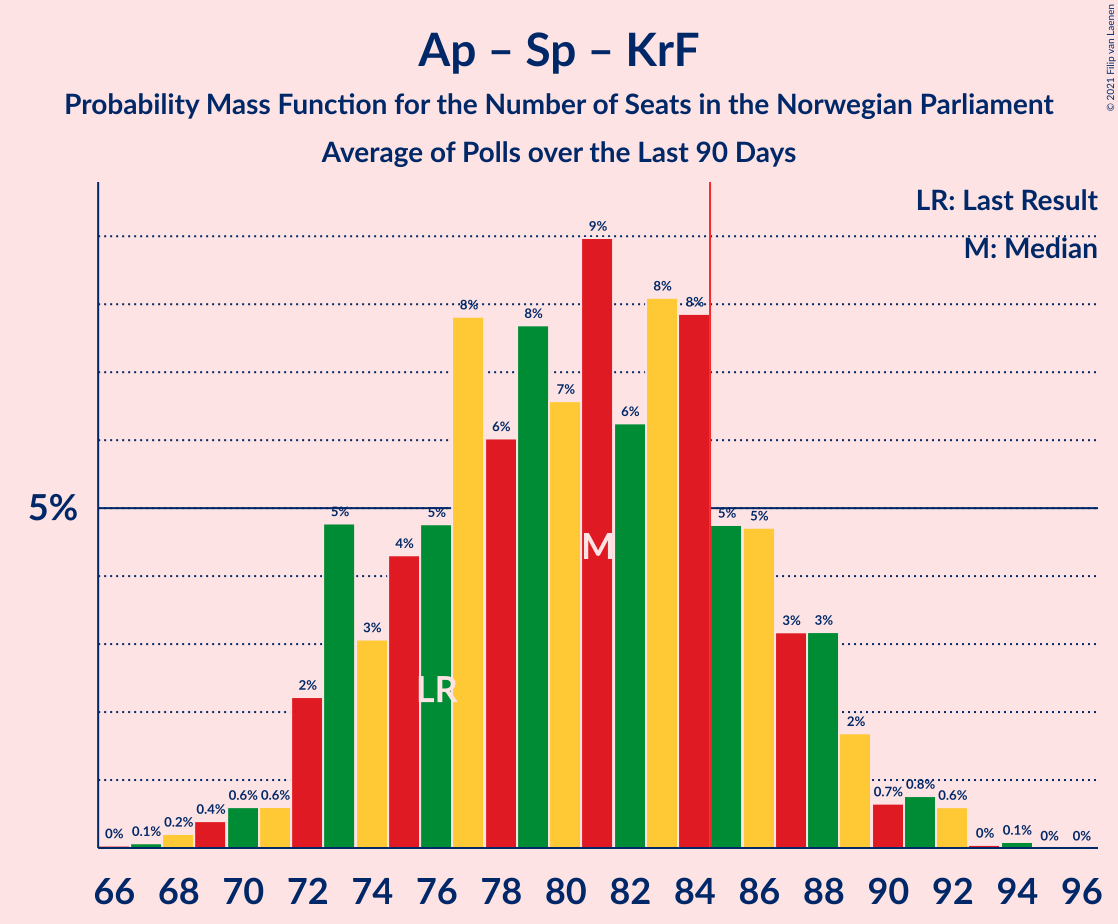 Ap – Sp – KrF
Probability Mass Function for the Number of Seats in the Norwegian Parliament
Average of Polls over the Last 90 Days
© 2021 Filip van Laenen
LR: Last Result
M: Median
5%
0% 0.1% 0.2% 0.4% 0.6% 0.6% 2% 5% 3% 4% 5% 8% 6% 8% 7% 9% 6% 8% 8% 5% 5% 3% 3% 2% 0.7% 0.8% 0.6% 0% 0.1% 0% 0%
M
LR
66 68 70 72 74 76 78 80 82 84 86 88 90 92 94 96